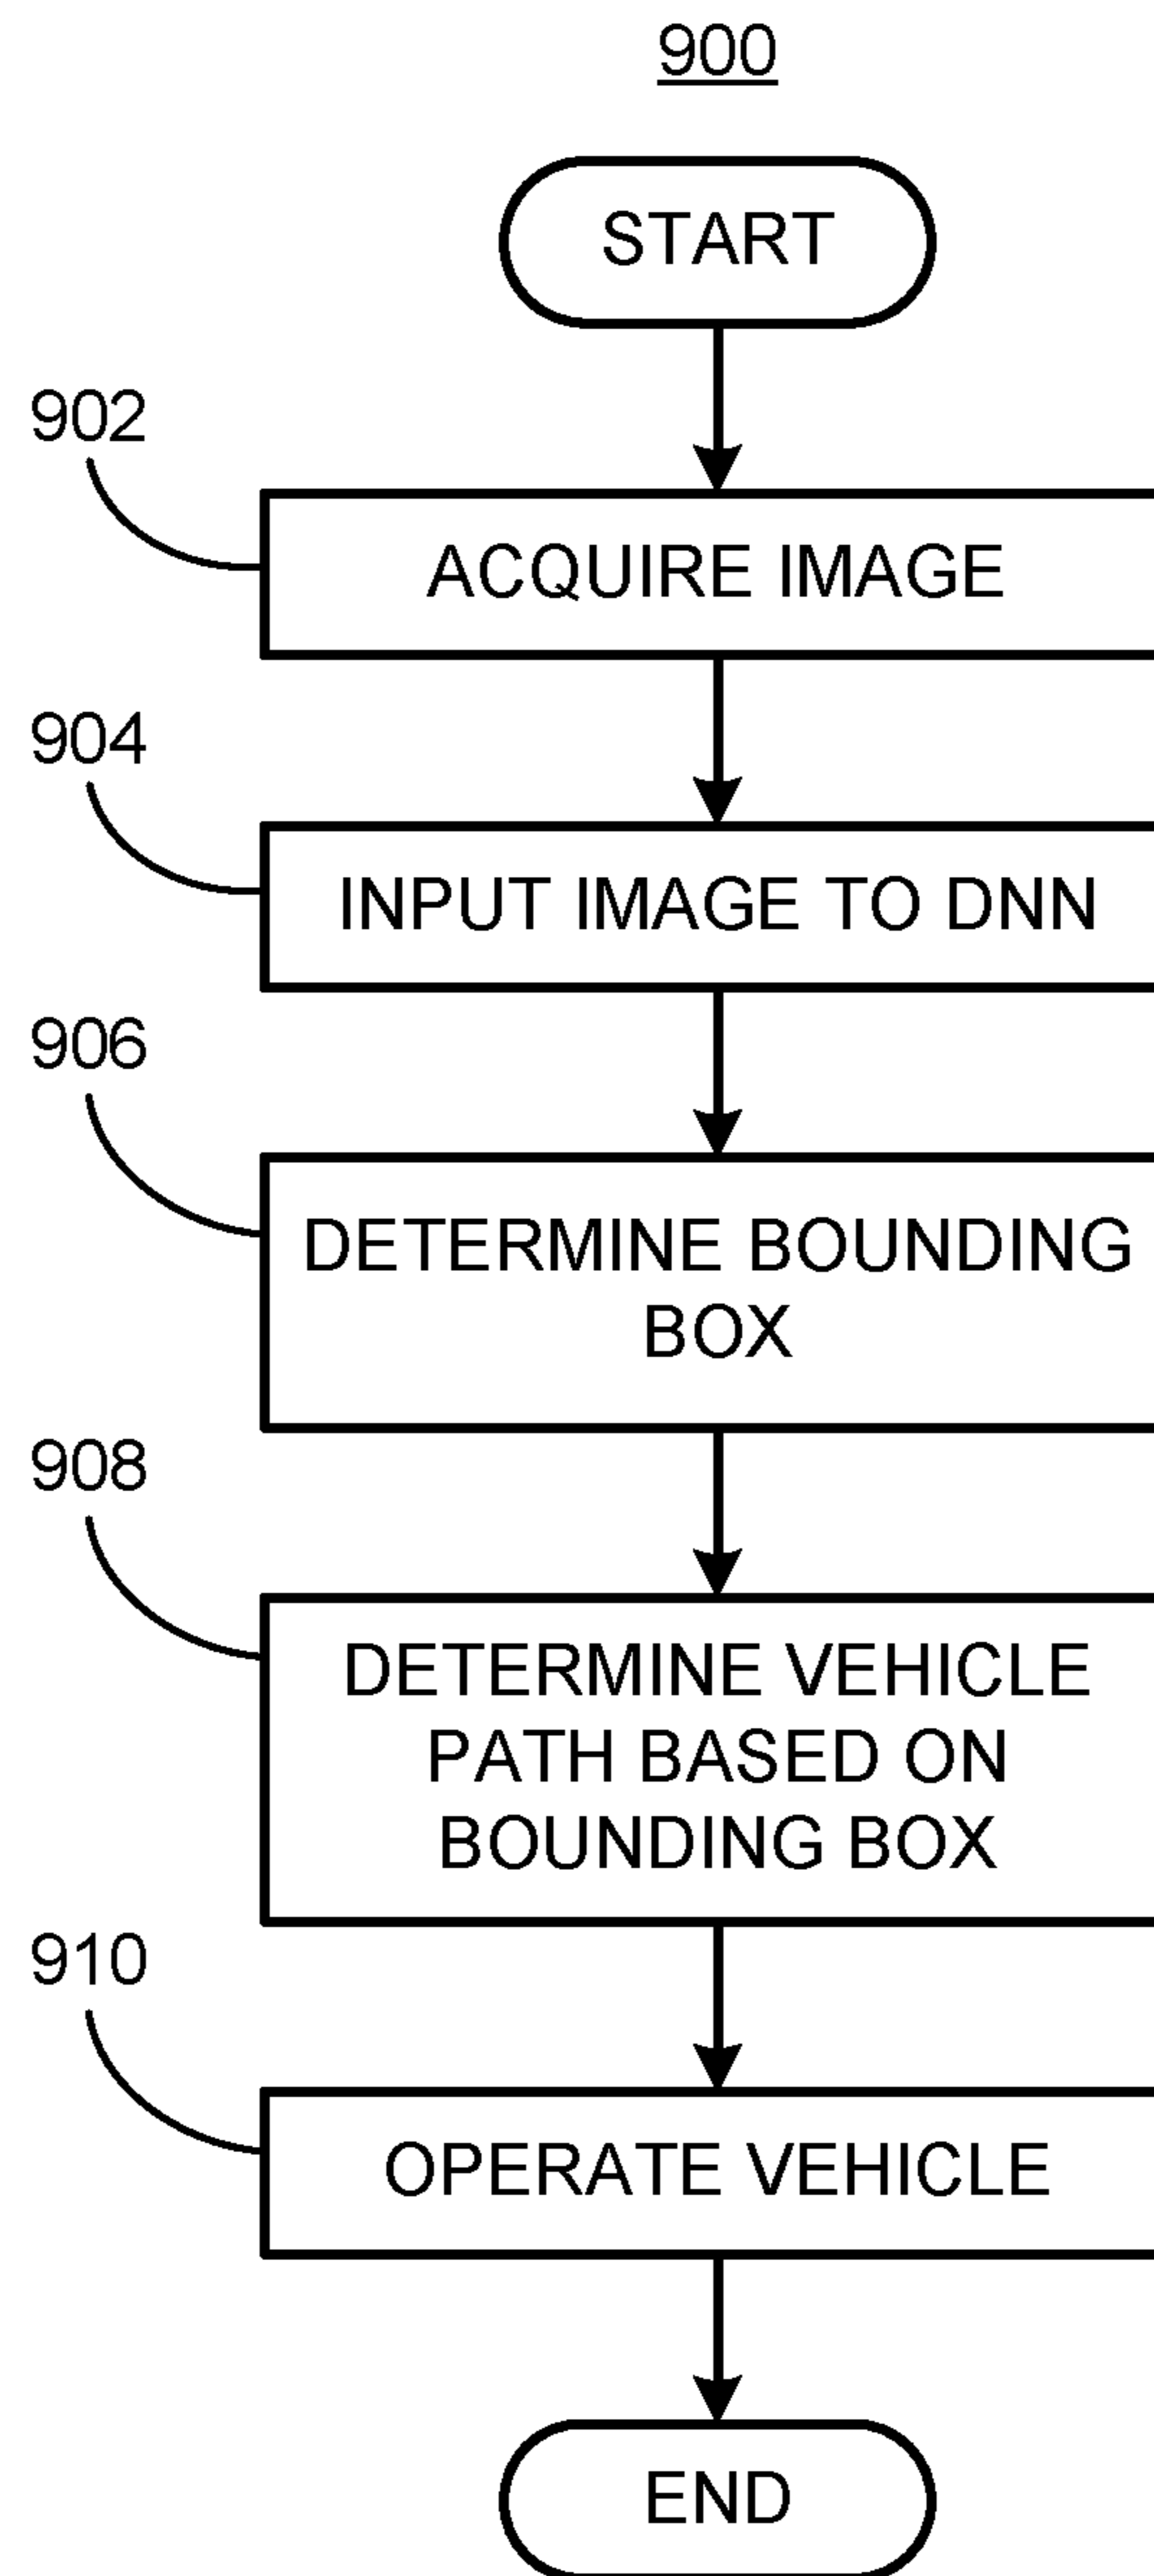 900
START
902
ACQUIRE IMAGE
904
INPUT IMAGE TO DNN
906
DETERMINE BOUNDING
BOX
908
DETERMINE VEHICLE
PATH BASED ON
BOUNDING BOX
910
OPERATE VEHICLE
END